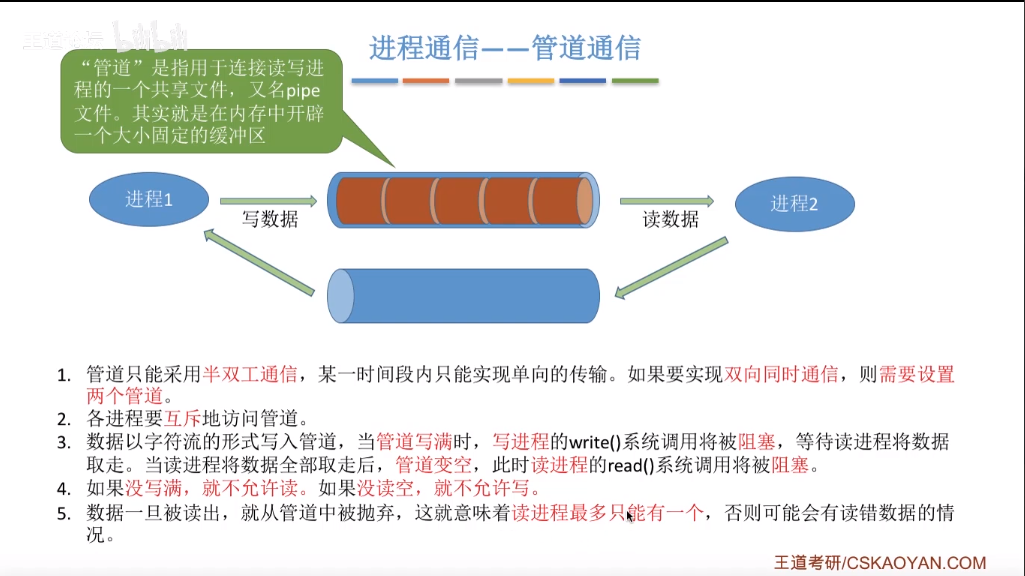 王道论坛 bilibili
进程通信——管道通信
“管道”是指用于连接读写进
程的一个共享文件，又名pipe
文件。其实就是在内存中开辟
一个大小固定的缓冲区
进程1
写数据
读数据
进程2
1. 管道只能采用半双工通信，某一时间段内只能实现单向的传输。如果要实现双向同时通信，则需要设置
两个管道。
2. 各进程要互斥地访问管道。
3. 数据以字符流的形式写入管道，当管道写满时，写进程的write()系统调用将被阻塞，等待读进程将数据
取走。当读进程将数据全部取走后，管道变空，此时读进程的read()系统调用将被阻塞。
4. 如果没写满，就不允许读。如果没读空，就不允许写。
5. 数据一旦被读出，就从管道中被抛弃，这就意味着读进程最多只能有一个，否则可能会有读错数据的情
况。
王道考研/CSKAOYAN.COM